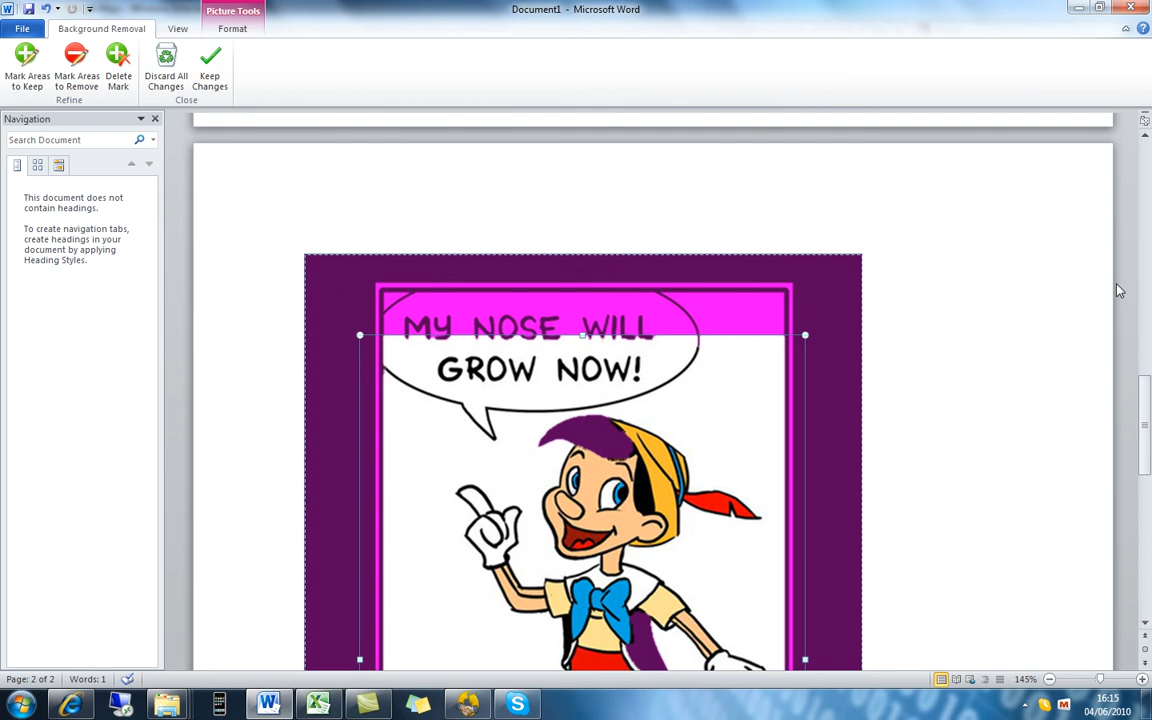 Document1 - Microsoft Word
Picture Tools
File
Background Removal
View
Format
Mark Areas to Keep
Mark Areas to Remove
Delete Mark
Discard All Changes
Keep Changes
Refine
Close
Navigation
Search Document
This document does not
contain headings.
To create navigation tabs,
create headings in your
document by applying
Heading Styles.
MY NOSE WILL
GROW NOW!
Page: 2 of 2
Words: 1
145%
16:15
04/06/2010